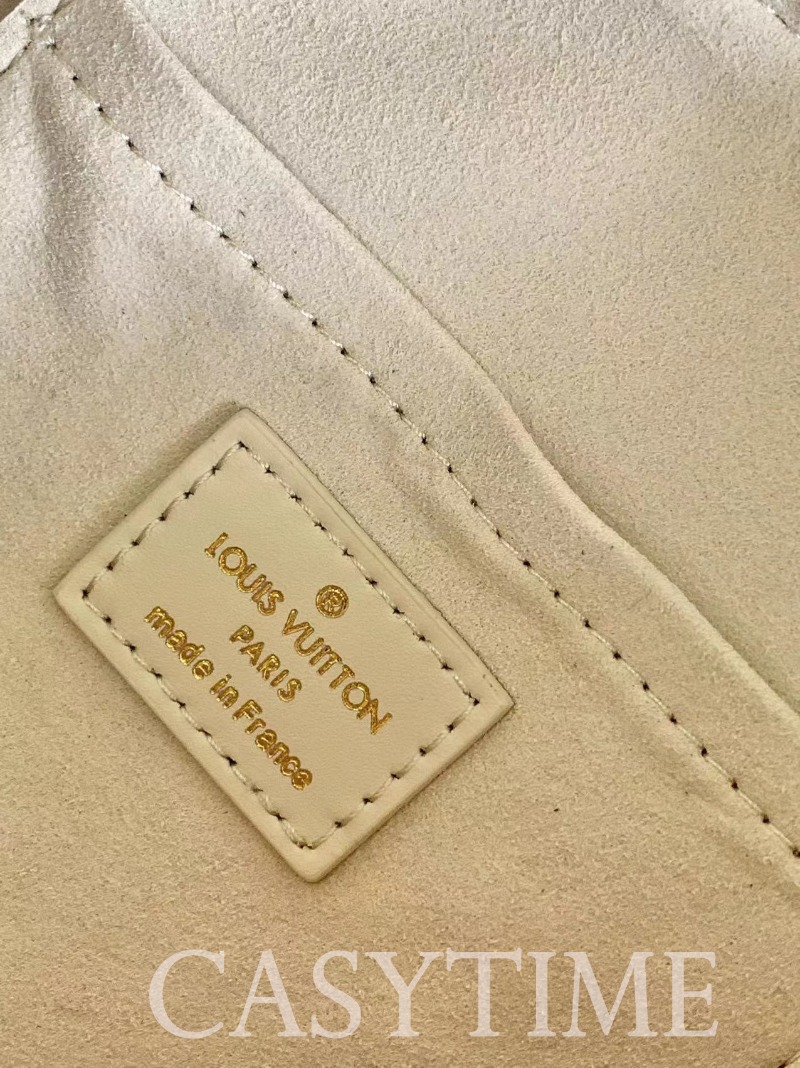 ®
LOUIS VUITTON
PARIS
made in France
CASYTIME